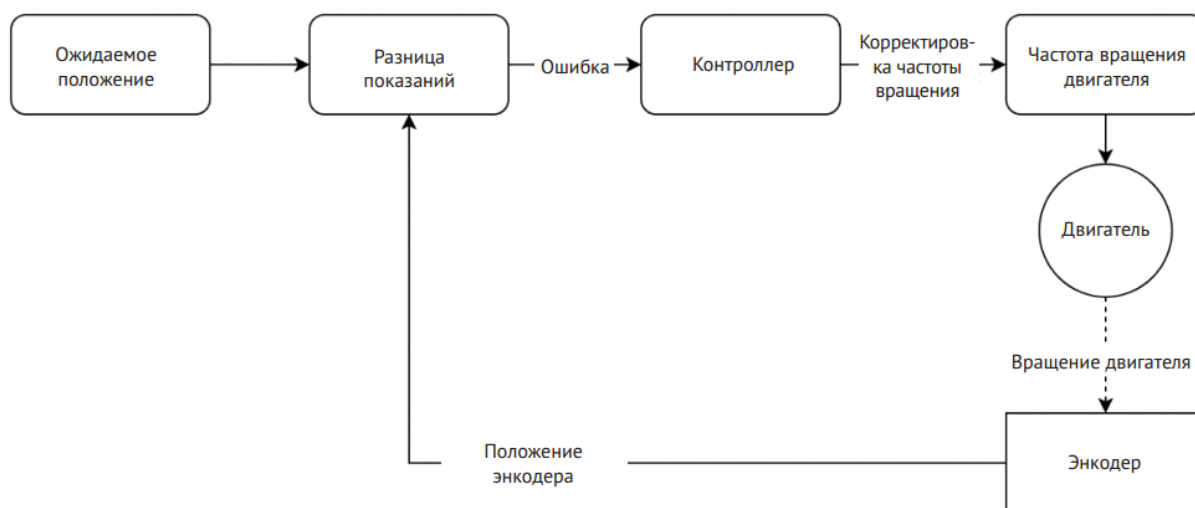 Ожидаемое
положение
Разница
показаний
Ошибка
Контроллер
Корректиров-
ка частоты
вращения
Частота вращения
двигателя
Двигатель
Вращение двигателя
Положение
энкодера
Энкодер